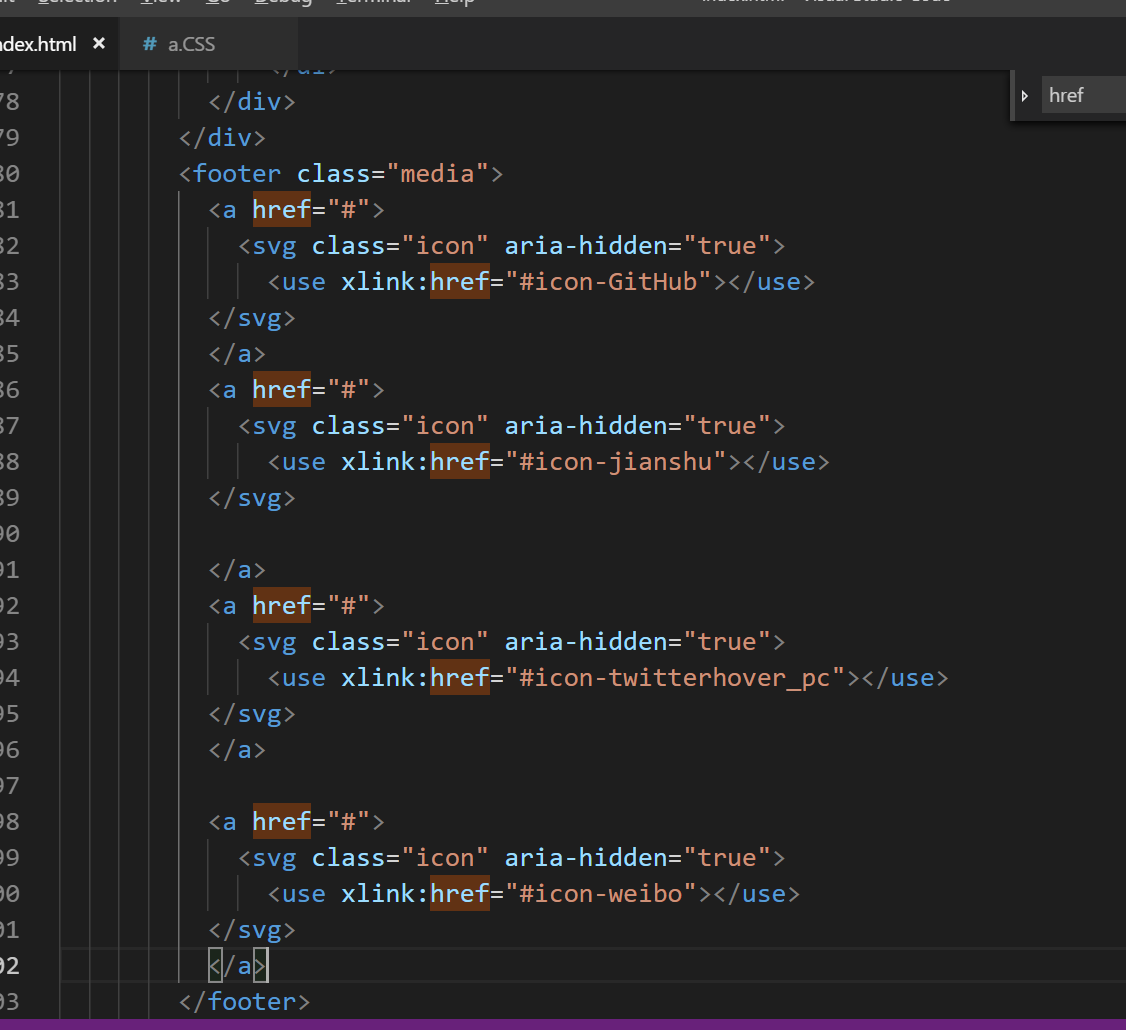 Selection View Go Debug Terminal Help index.html - Visual Studio Code
ndex.html × # a.CSS
href
78 </div>
79 </div>
80 <footer class="media">
81 <a href="#">
82 <svg class="icon" aria-hidden="true">
83 <use xlink:href="#icon-GitHub"></use>
84 </svg>
85 </a>
86 <a href="#">
87 <svg class="icon" aria-hidden="true">
88 <use xlink:href="#icon-jianshu"></use>
89 </svg>
90
91 </a>
92 <a href="#">
93 <svg class="icon" aria-hidden="true">
94 <use xlink:href="#icon-twitterhover_pc"></use>
95 </svg>
96 </a>
97
98 <a href="#">
99 <svg class="icon" aria-hidden="true">
00 <use xlink:href="#icon-weibo"></use>
01 </svg>
02 </a>
03 </footer>